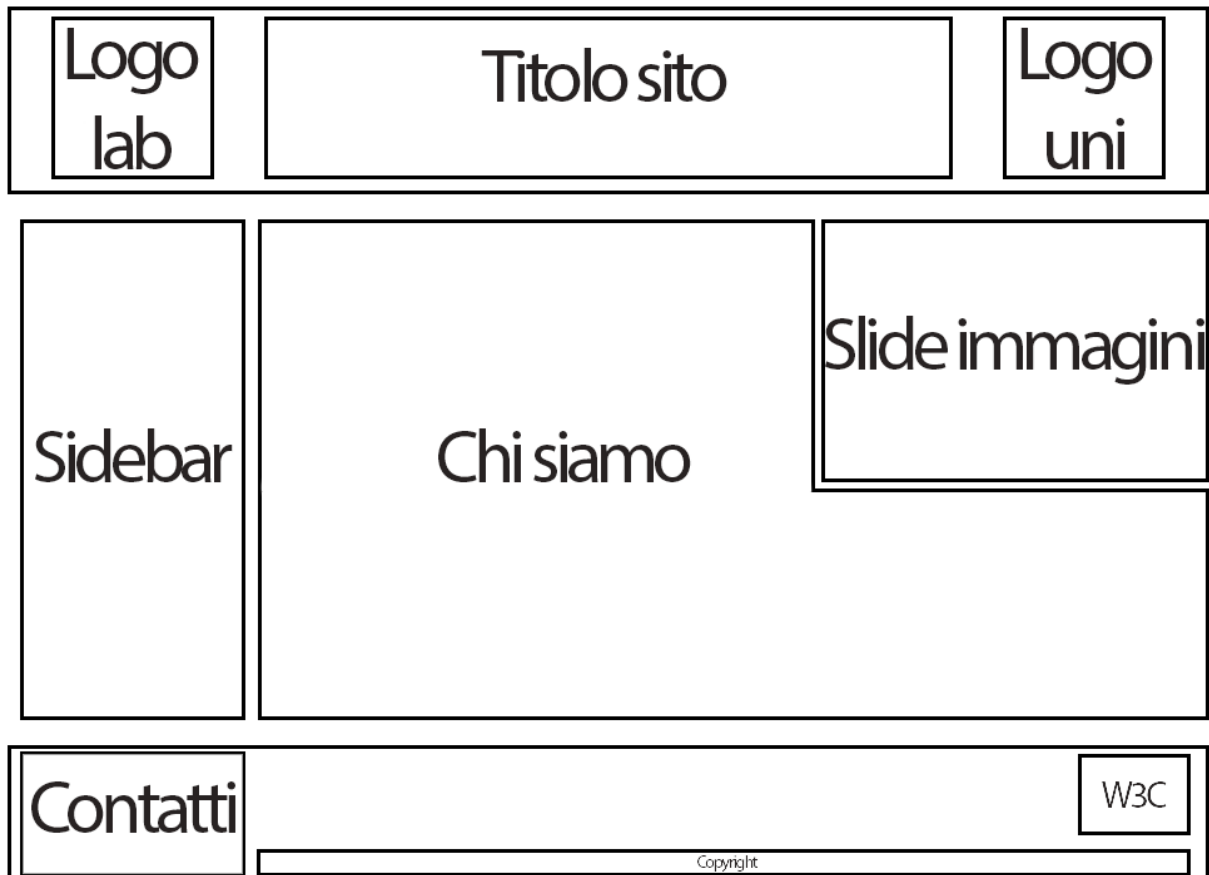 Logo
lab
Titolo sito
Logo
uni
Sidebar
Chi siamo
Slide immagini
Contatti
W3C
Copyright